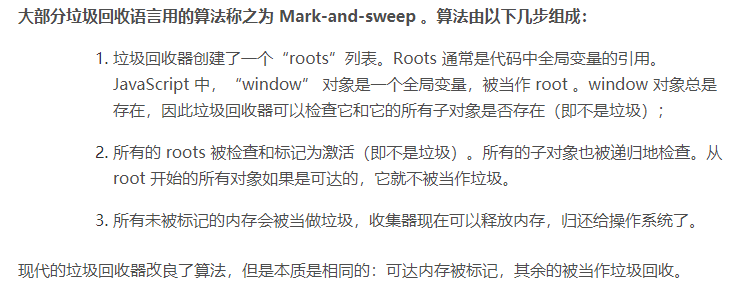 大部分垃圾回收语言用的算法称之为 Mark-and-sweep 。算法由以下几步组成：
1. 垃圾回收器创建了一个“roots”列表。Roots 通常是代码中全局变量的引用。
JavaScript 中，“window” 对象是一个全局变量，被当作 root 。window 对象总是
存在，因此垃圾回收器可以检查它和它的所有子对象是否存在（即不是垃圾）；
2. 所有的 roots 被检查和标记为激活（即不是垃圾）。所有的子对象也被递归地检查。从
root 开始的所有对象如果是可达的，它就不被当作垃圾。
3. 所有未被标记的内存会被当做垃圾，收集器现在可以释放内存，归还给操作系统了。
现代的垃圾回收器改良了算法，但是本质是相同的：可达内存被标记，其余的被当作垃圾回收。